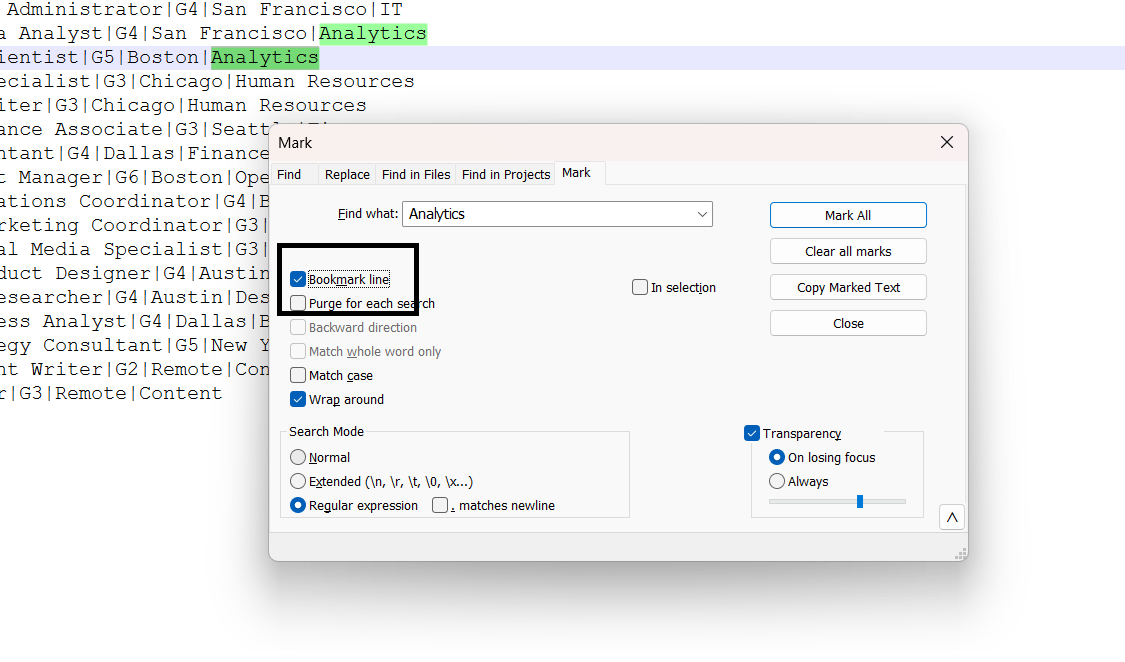 Administrator|G4|San Francisco|IT
a Analyst|G4|San Francisco|Analytics
ientist|G5|Boston|Analytics
ecialist|G3|Chicago|Human Resources
iter|G3|Chicago|Human Resources
ance Associate|G3|Seattle
ntant|G4|Dallas|Finance
t Manager|G6|Boston|Ope
ations Coordinator|G4|B
rketing Coordinator|G3|
al Media Specialist|G3|
duct Designer|G4|Austin
esearcher|G4|Austin|Des
ess Analyst|G4|Dallas|B
egy Consultant|G5|New Y
nt Writer|G2|Remote|Con
r|G3|Remote|Content
Mark
Find Replace Find in Files Find in Projects Mark
Find what: Analytics
Mark All
Clear all marks
Copy Marked Text
Close
Bookmark line
In selection
Purge for each search
Backward direction
Match whole word only
Match case
Wrap around
Search Mode
Normal
Extended (\n, \r, \t, \0, \x...)
Regular expression . matches newline
Transparency
On losing focus
Always